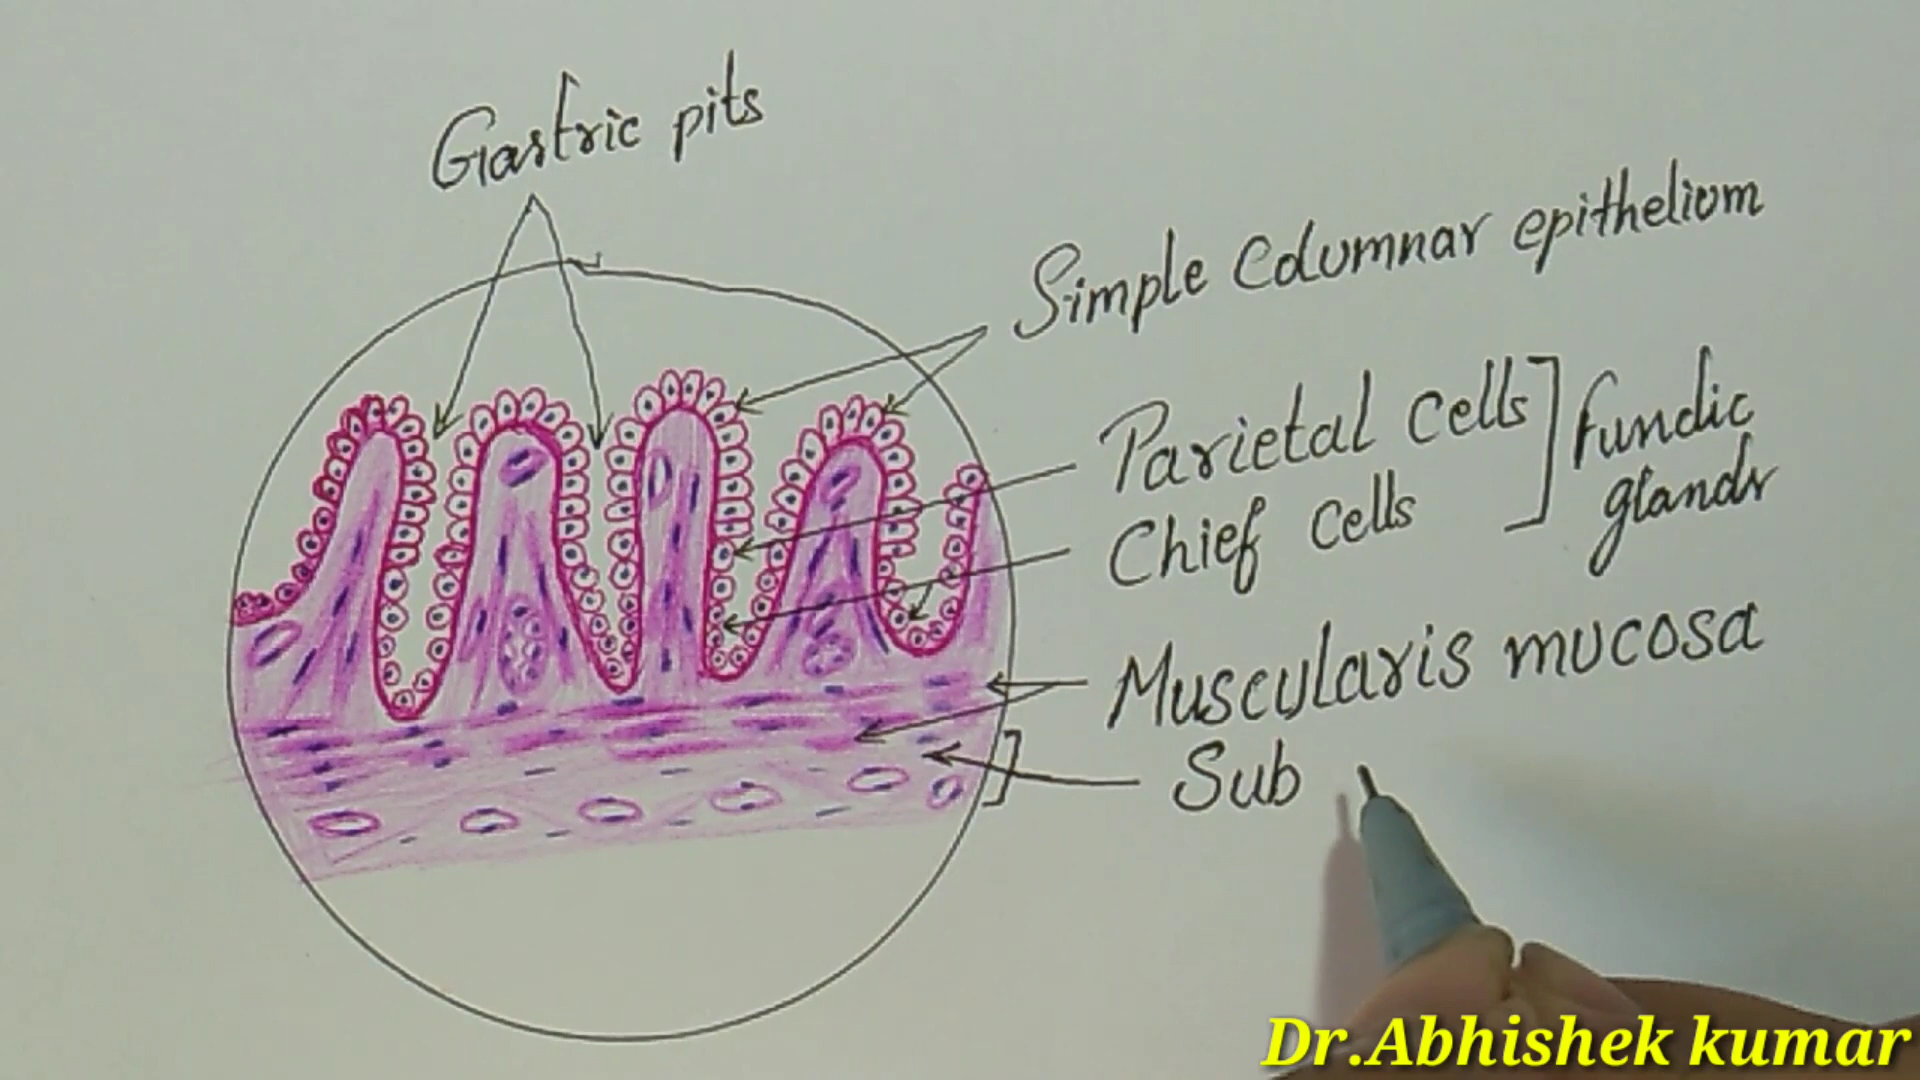 Gastric pits
Simple Columnar epithelium
Parietal cells
Chief cells
fundic
glands
Muscularis mucosa
Sub
Dr.Abhishek kumar